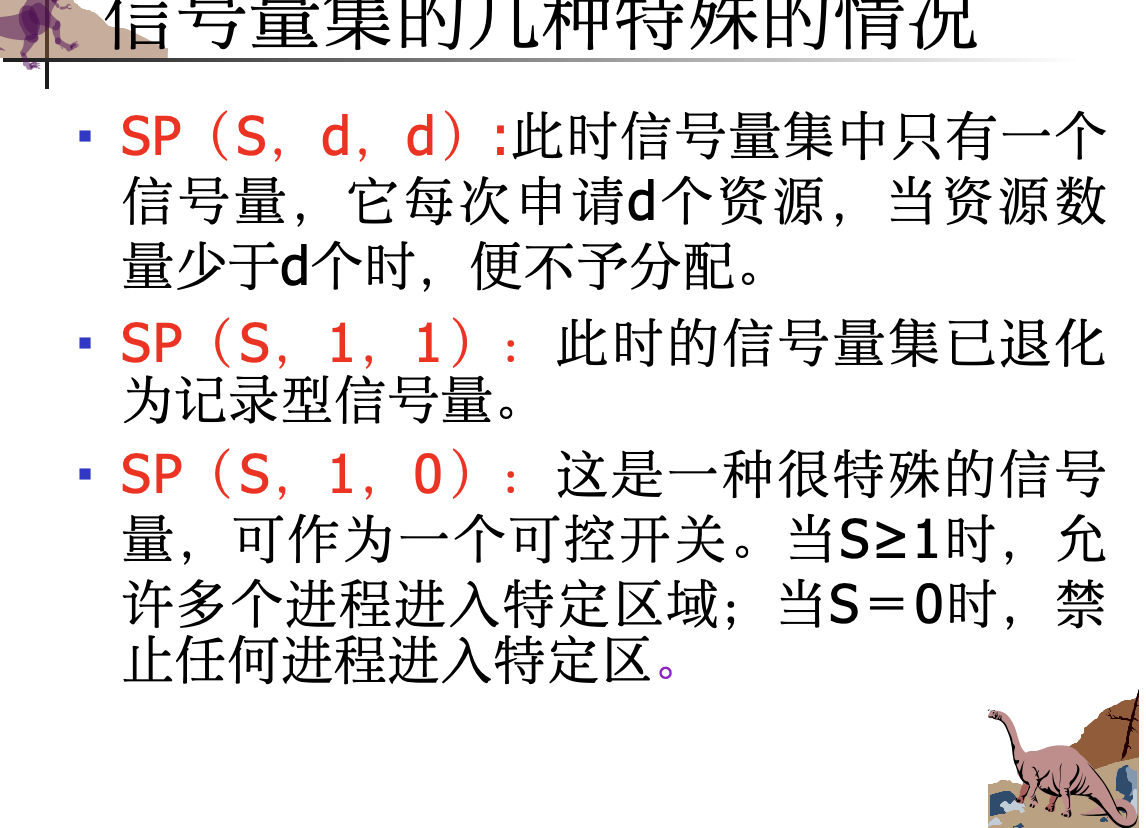 信号量集的几种特殊的情况
SP（S，d，d）:此时信号量集中只有一个
信号量，它每次申请d个资源，当资源数
量少于d个时，便不予分配。
SP（S，1，1）：此时的信号量集已退化
为记录型信号量。
SP（S，1，0）：这是一种很特殊的信号
量，可作为一个可控开关。当S≥1时，允
许多个进程进入特定区域；当S＝0时，禁
止任何进程进入特定区。